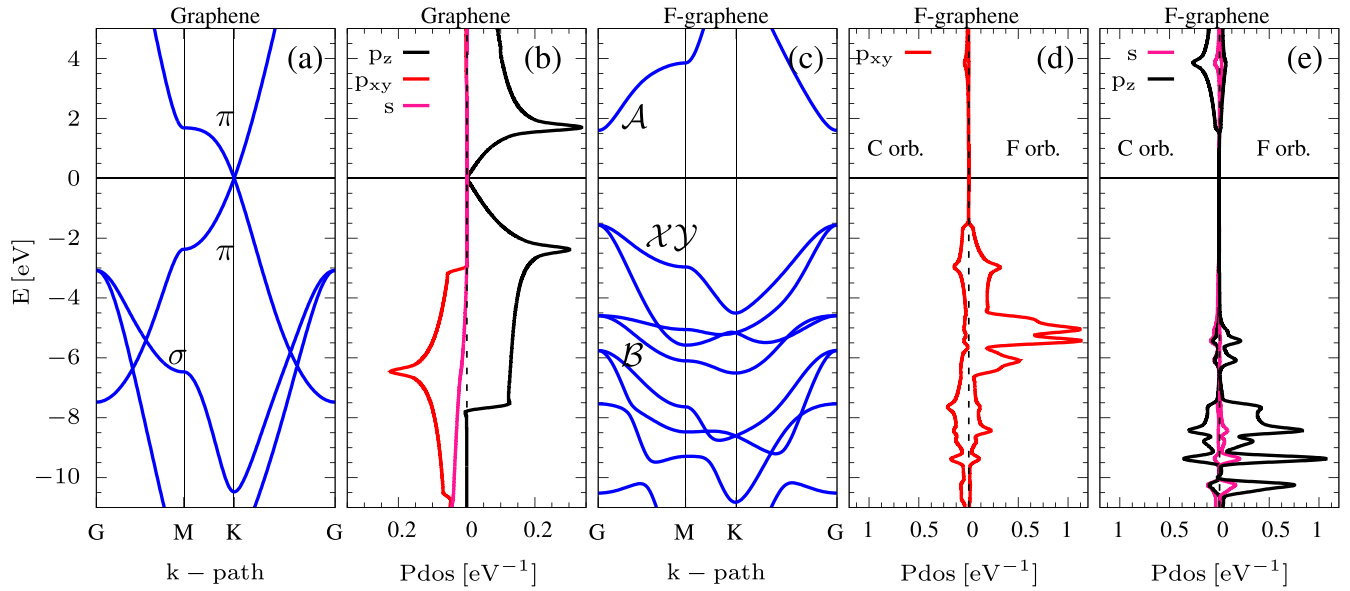 Graphene Graphene F-graphene F-graphene F-graphene
(a) (b) (c) (d) (e)
p_z
p_xy
s
p_xy
s
p_z
4
2
0
−2
−4
−6
−8
−10
E [eV]
π
π
σ
𝒜
𝒳𝒴
ℬ
C orb. F orb.
C orb. F orb.
G M K G
0.2 0 0.2
G M K G
1 0.5 0 0.5 1
1 0.5 0 0.5 1
k − path Pdos [eV⁻¹] k − path Pdos [eV⁻¹] Pdos [eV⁻¹]